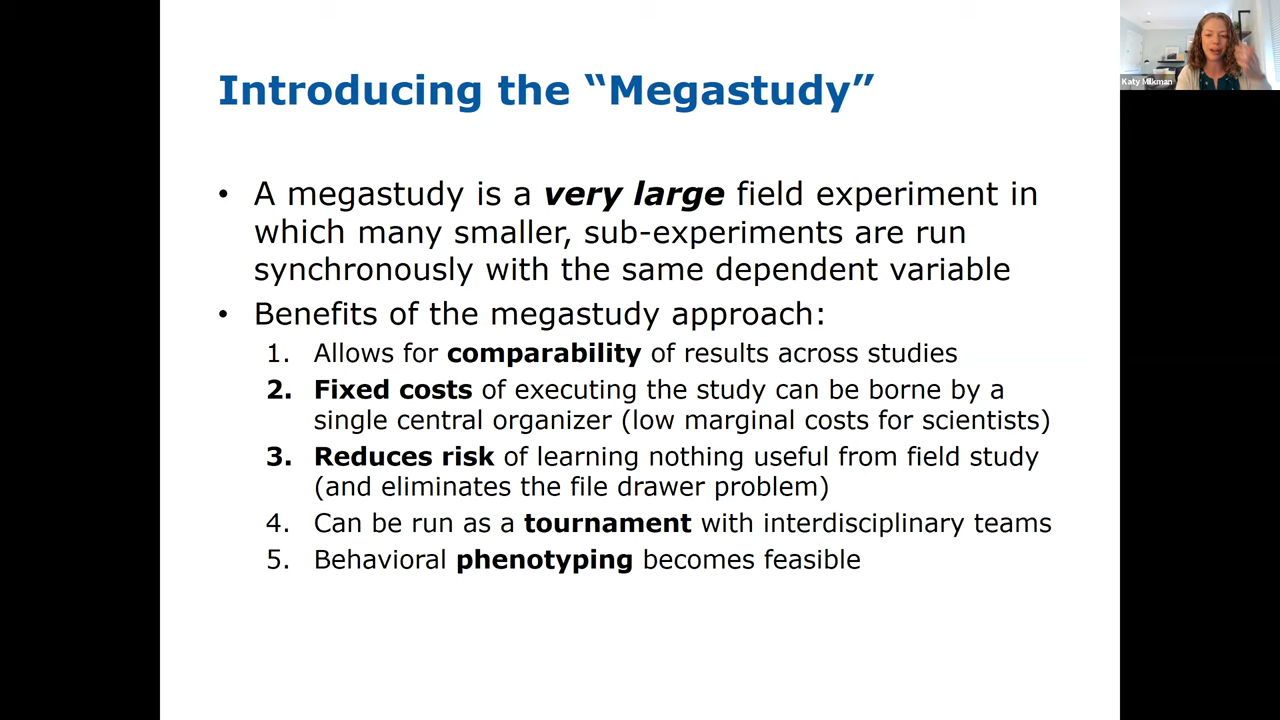 Introducing the “Megastudy”
• A megastudy is a very large field experiment in
which many smaller, sub-experiments are run
synchronously with the same dependent variable
• Benefits of the megastudy approach:
1. Allows for comparability of results across studies
2. Fixed costs of executing the study can be borne by a
single central organizer (low marginal costs for scientists)
3. Reduces risk of learning nothing useful from field study
(and eliminates the file drawer problem)
4. Can be run as a tournament with interdisciplinary teams
5. Behavioral phenotyping becomes feasible
Katy Milkman